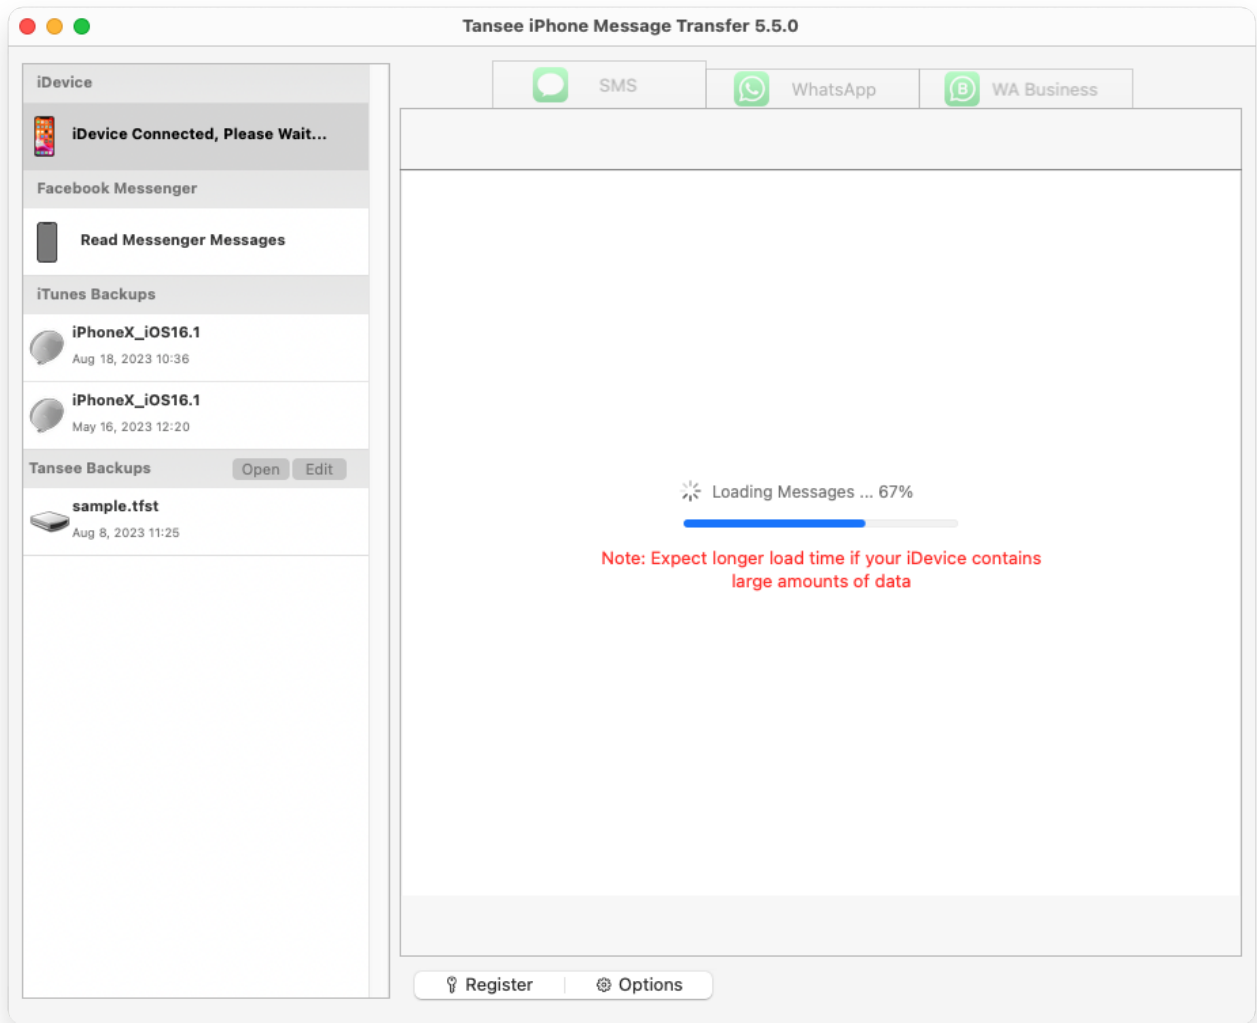 Tansee iPhone Message Transfer 5.5.0
iDevice
iDevice Connected, Please Wait...
Facebook Messenger
Read Messenger Messages
iTunes Backups
iPhoneX_iOS16.1
Aug 18, 2023 10:36
iPhoneX_iOS16.1
May 16, 2023 12:20
Tansee Backups Open Edit
sample.tfst
Aug 8, 2023 11:25
SMS WhatsApp B WA Business
Loading Messages ... 67%
Note: Expect longer load time if your iDevice contains
large amounts of data
Register Options